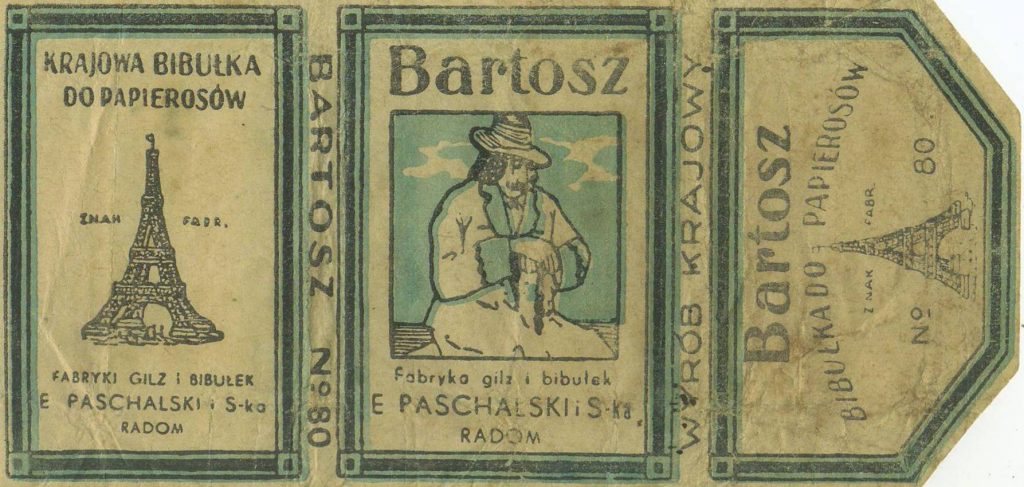 KRAJOWA BIBUŁKA
DO PAPIEROSÓW
ZNAK FABR.
FABRYKI GILZ i BIBUŁEK
E PASCHALSKI i S-ka
RADOM
BARTOSZ No 80
Bartosz
Fabryka gilz i bibułek
E PASCHALSKI i S-ka
RADOM
WYRÓB KRAJOWY
Bartosz
BIBUŁKA DO PAPIEROSÓW
ZNAK FABR.
No 80